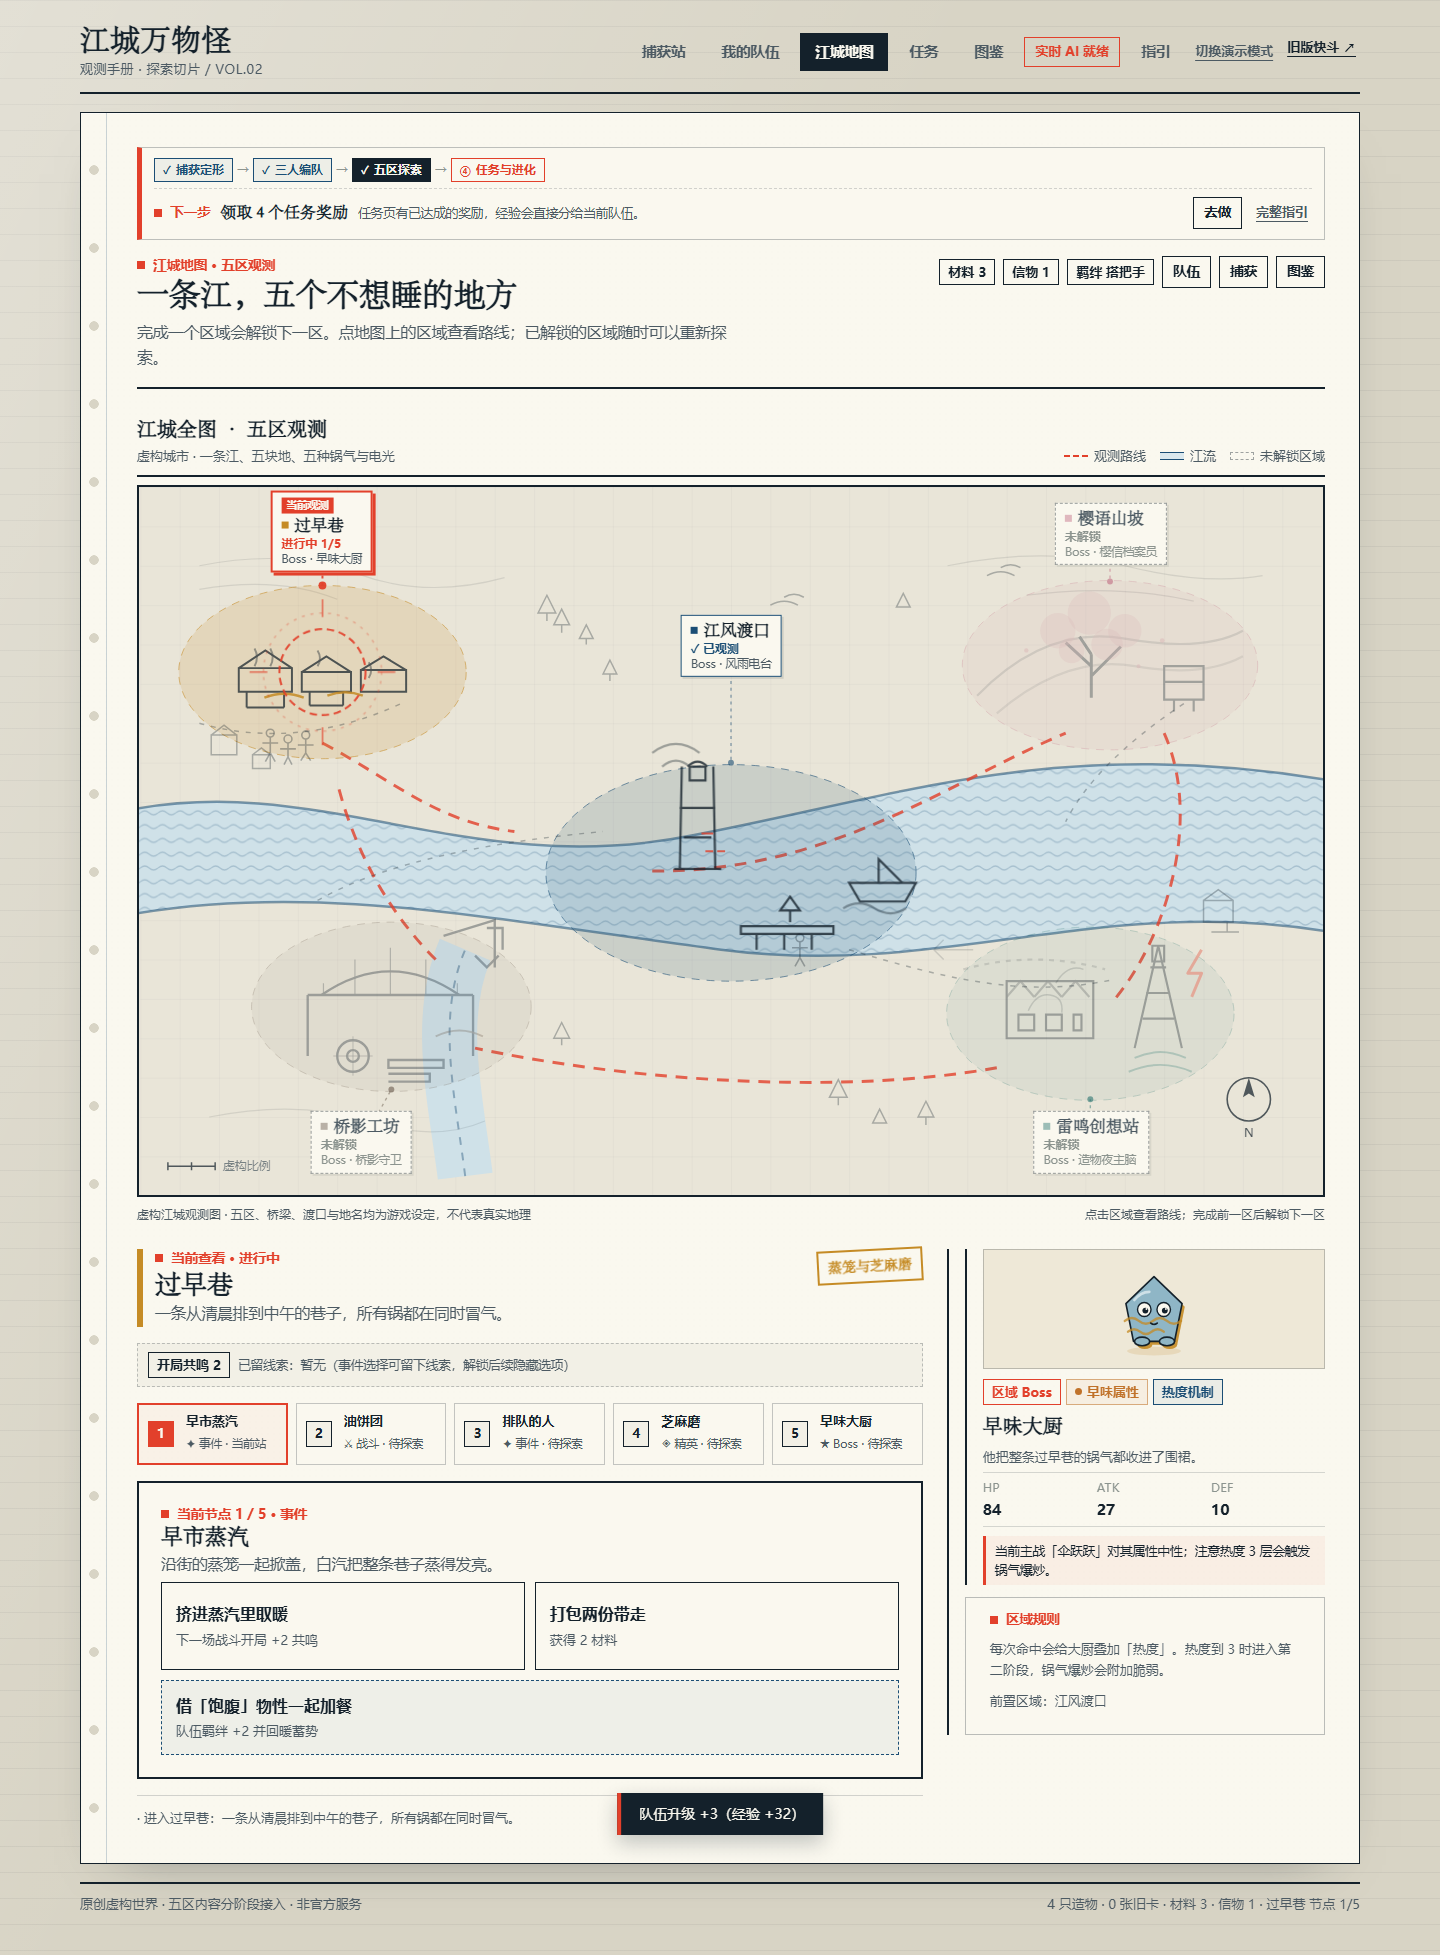 江城万物怪
观测手册 · 探索切片 / VOL.02
捕获站 我的队伍 江城地图 任务 图鉴 实时 AI 就绪 指引 切换演示模式 旧版快斗 ↗
✓ 捕获定形 → ✓ 三人编队 → ✓ 五区探索 → ④ 任务与进化
下一步 领取 4 个任务奖励 任务页有已达成的奖励，经验会直接分给当前队伍。 去做 完整指引
江城地图 • 五区观测
材料 3 信物 1 羁绊 搭把手 队伍 捕获 图鉴
一条江，五个不想睡的地方
完成一个区域会解锁下一区。点地图上的区域查看路线；已解锁的区域随时可以重新探
索。
江城全图 · 五区观测
虚构城市 · 一条江、五块地、五种锅气与电光
观测路线 江流 未解锁区域
当前观测
过早巷
进行中 1/5
Boss · 早味大厨
樱语山坡
未解锁
Boss · 樱信档案员
江风渡口
✓ 已观测
Boss · 风雨电台
桥影工坊
未解锁
Boss · 桥影守卫
雷鸣创想站
未解锁
Boss · 造物夜主脑
N
虚构比例
虚构江城观测图 · 五区、桥梁、渡口与地名均为游戏设定，不代表真实地理
点击区域查看路线；完成前一区后解锁下一区
当前查看 • 进行中
过早巷
一条从清晨排到中午的巷子，所有锅都在同时冒气。
蒸笼与芝麻磨
开局共鸣 2 已留线索：暂无（事件选择可留下线索，解锁后续隐藏选项）
1 早市蒸汽
✦ 事件 · 当前站
2 油饼团
⚔ 战斗 · 待探索
3 排队的人
✦ 事件 · 待探索
4 芝麻磨
◈ 精英 · 待探索
5 早味大厨
★ Boss · 待探索
当前节点 1 / 5 • 事件
早市蒸汽
沿街的蒸笼一起掀盖，白汽把整条巷子蒸得发亮。
挤进蒸汽里取暖
下一场战斗开局 +2 共鸣
打包两份带走
获得 2 材料
借「饱腹」物性一起加餐
队伍羁绊 +2 并回暖蓄势
· 进入过早巷：一条从清晨排到中午的巷子，所有锅都在同时冒气。
队伍升级 +3（经验 +32）
区域 Boss 早味属性 热度机制
早味大厨
他把整条过早巷的锅气都收进了围裙。
HP ATK DEF
84 27 10
当前主战「伞跃跃」对其属性中性；注意热度 3 层会触发
锅气爆炒。
区域规则
每次命中会给大厨叠加「热度」。热度到 3 时进入第
二阶段，锅气爆炒会附加脆弱。
前置区域：江风渡口
原创虚构世界 · 五区内容分阶段接入 · 非官方服务
4 只造物 · 0 张旧卡 · 材料 3 · 信物 1 · 过早巷 节点 1/5